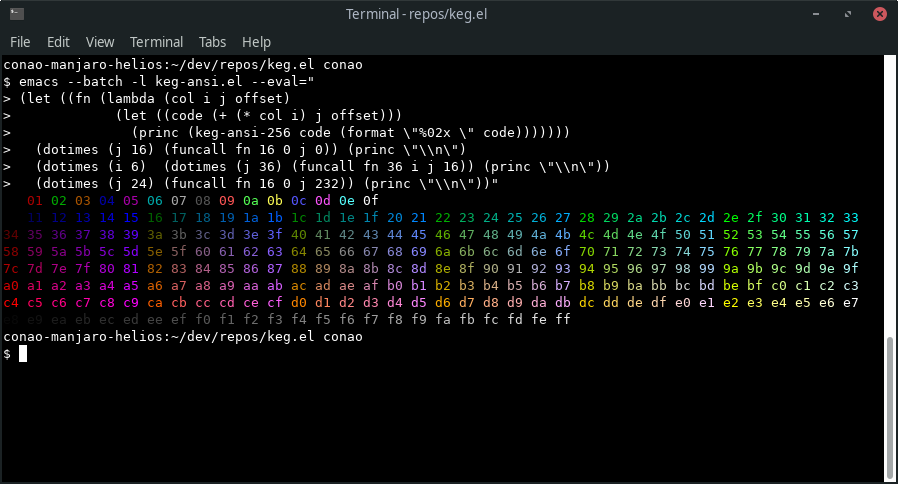 Terminal - repos/keg.el
File Edit View Terminal Tabs Help
conao-manjaro-helios:~/dev/repos/keg.el conao
$ emacs --batch -l keg-ansi.el --eval="
> (let ((fn (lambda (col i j offset)
>             (let ((code (+ (* col i) j offset)))
>               (princ (keg-ansi-256 code (format \"%02x \" code)))))))
>   (dotimes (j 16) (funcall fn 16 0 j 0)) (princ \"\\n\")
>   (dotimes (i 6)  (dotimes (j 36) (funcall fn 36 i j 16)) (princ \"\\n\"))
>   (dotimes (j 24) (funcall fn 16 0 j 232)) (princ \"\\n\"))"
01 02 03 04 05 06 07 08 09 0a 0b 0c 0d 0e 0f
11 12 13 14 15 16 17 18 19 1a 1b 1c 1d 1e 1f 20 21 22 23 24 25 26 27 28 29 2a 2b 2c 2d 2e 2f 30 31 32 33
34 35 36 37 38 39 3a 3b 3c 3d 3e 3f 40 41 42 43 44 45 46 47 48 49 4a 4b 4c 4d 4e 4f 50 51 52 53 54 55 56 57
58 59 5a 5b 5c 5d 5e 5f 60 61 62 63 64 65 66 67 68 69 6a 6b 6c 6d 6e 6f 70 71 72 73 74 75 76 77 78 79 7a 7b
7c 7d 7e 7f 80 81 82 83 84 85 86 87 88 89 8a 8b 8c 8d 8e 8f 90 91 92 93 94 95 96 97 98 99 9a 9b 9c 9d 9e 9f
a0 a1 a2 a3 a4 a5 a6 a7 a8 a9 aa ab ac ad ae af b0 b1 b2 b3 b4 b5 b6 b7 b8 b9 ba bb bc bd be bf c0 c1 c2 c3
c4 c5 c6 c7 c8 c9 ca cb cc cd ce cf d0 d1 d2 d3 d4 d5 d6 d7 d8 d9 da db dc dd de df e0 e1 e2 e3 e4 e5 e6 e7
e9 ea eb ec ed ee ef f0 f1 f2 f3 f4 f5 f6 f7 f8 f9 fa fb fc fd fe ff
conao-manjaro-helios:~/dev/repos/keg.el conao
$